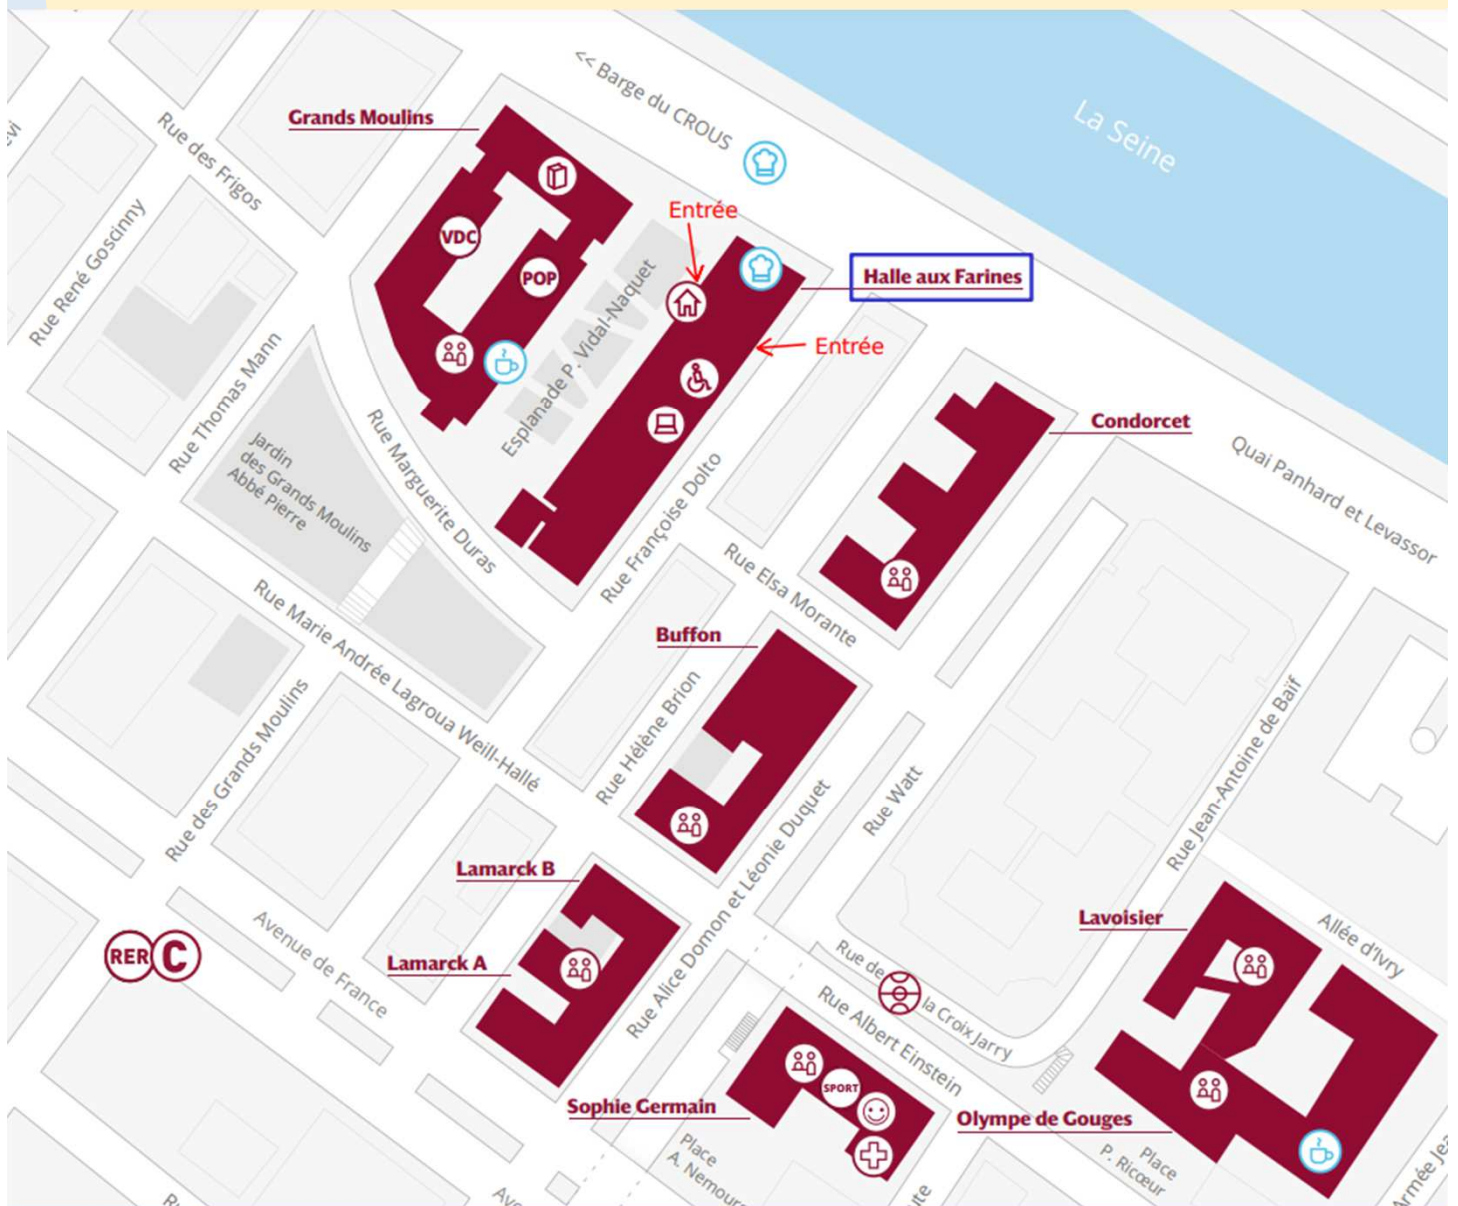 << Barge du CROUS
La Seine
Grands Moulins
Rue des Frigos
VDC
POP
Entrée
Halle aux Farines
Entrée
Rue René Goscinny
Esplanade P. Vidal-Naquet
Rue Thomas Mann
Condorcet
Quai Panhard et Levassor
Jardin
des Grands Moulins
Abbé Pierre
Rue Marguerite Duras
Rue Françoise Dolto
Rue Elsa Morante
Rue Marie Andrée Lagroua Weill-Hallé
Buffon
Rue Hélène Brion
Rue des Grands Moulins
Rue Watt
Rue Jean-Antoine de Baïf
Rue Alice Domon et Léonie Duquet
Lamarck B
Lavoisier
Allée d'Ivry
RER C
Avenue de France
Lamarck A
Rue de la Croix Jarry
Rue Albert Einstein
SPORT
Sophie Germain
Olympe de Gouges
Place
A. Nemours
Place
P. Ricœur